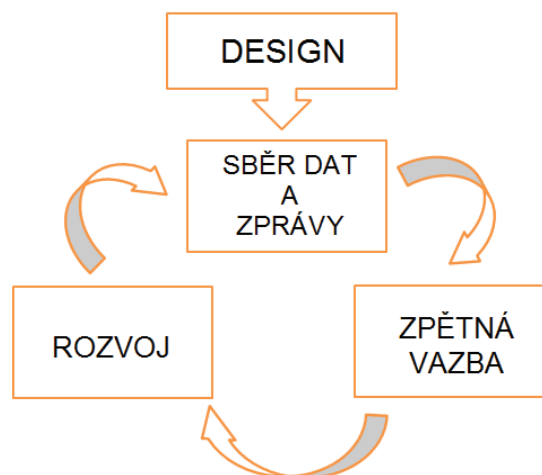 DESIGN
SBĚR DAT
A
ZPRÁVY
ROZVOJ
ZPĚTNÁ
VAZBA